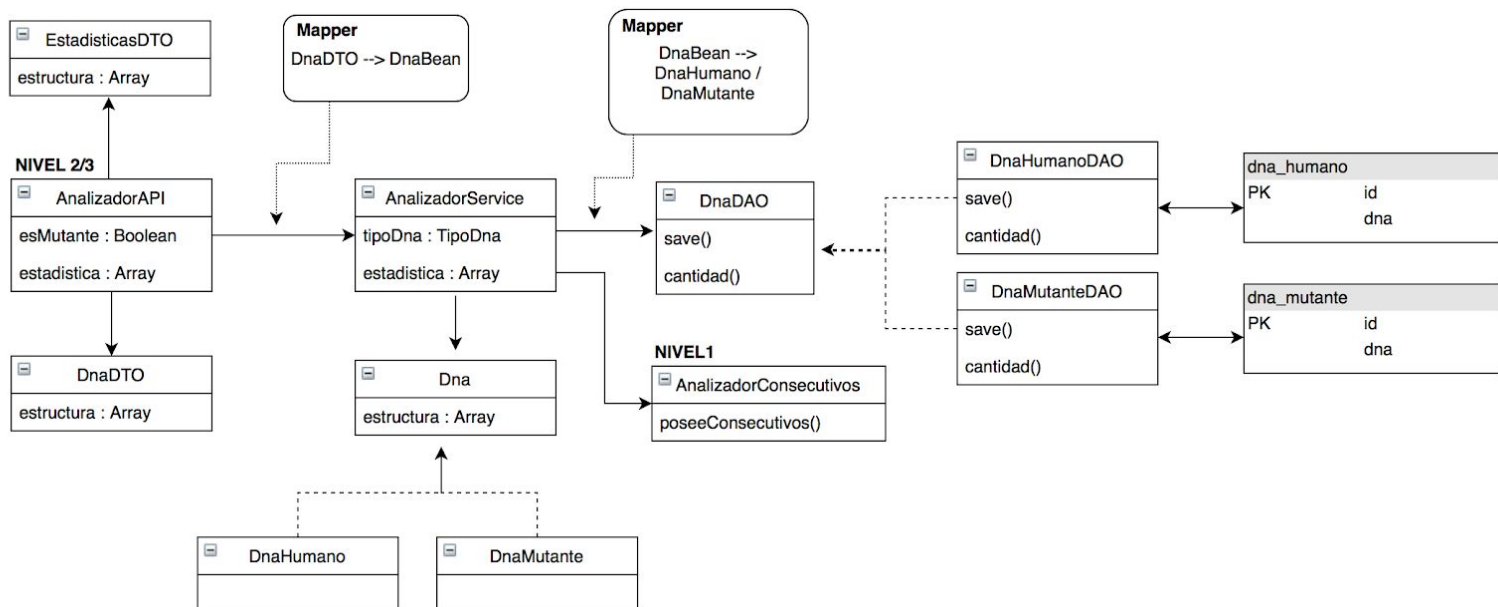 EstadisticasDTO
estructura : Array
Mapper
DnaDTO --> DnaBean
Mapper
DnaBean -->
DnaHumano /
DnaMutante
NIVEL 2/3
AnalizadorAPI
esMutante : Boolean
estadistica : Array
AnalizadorService
tipoDna : TipoDna
estadistica : Array
DnaDAO
save()
cantidad()
DnaHumanoDAO
save()
cantidad()
dna_humano
PK id
dna
DnaMutanteDAO
save()
cantidad()
dna_mutante
PK id
dna
DnaDTO
estructura : Array
Dna
estructura : Array
NIVEL1
AnalizadorConsecutivos
poseeConsecutivos()
DnaHumano
DnaMutante